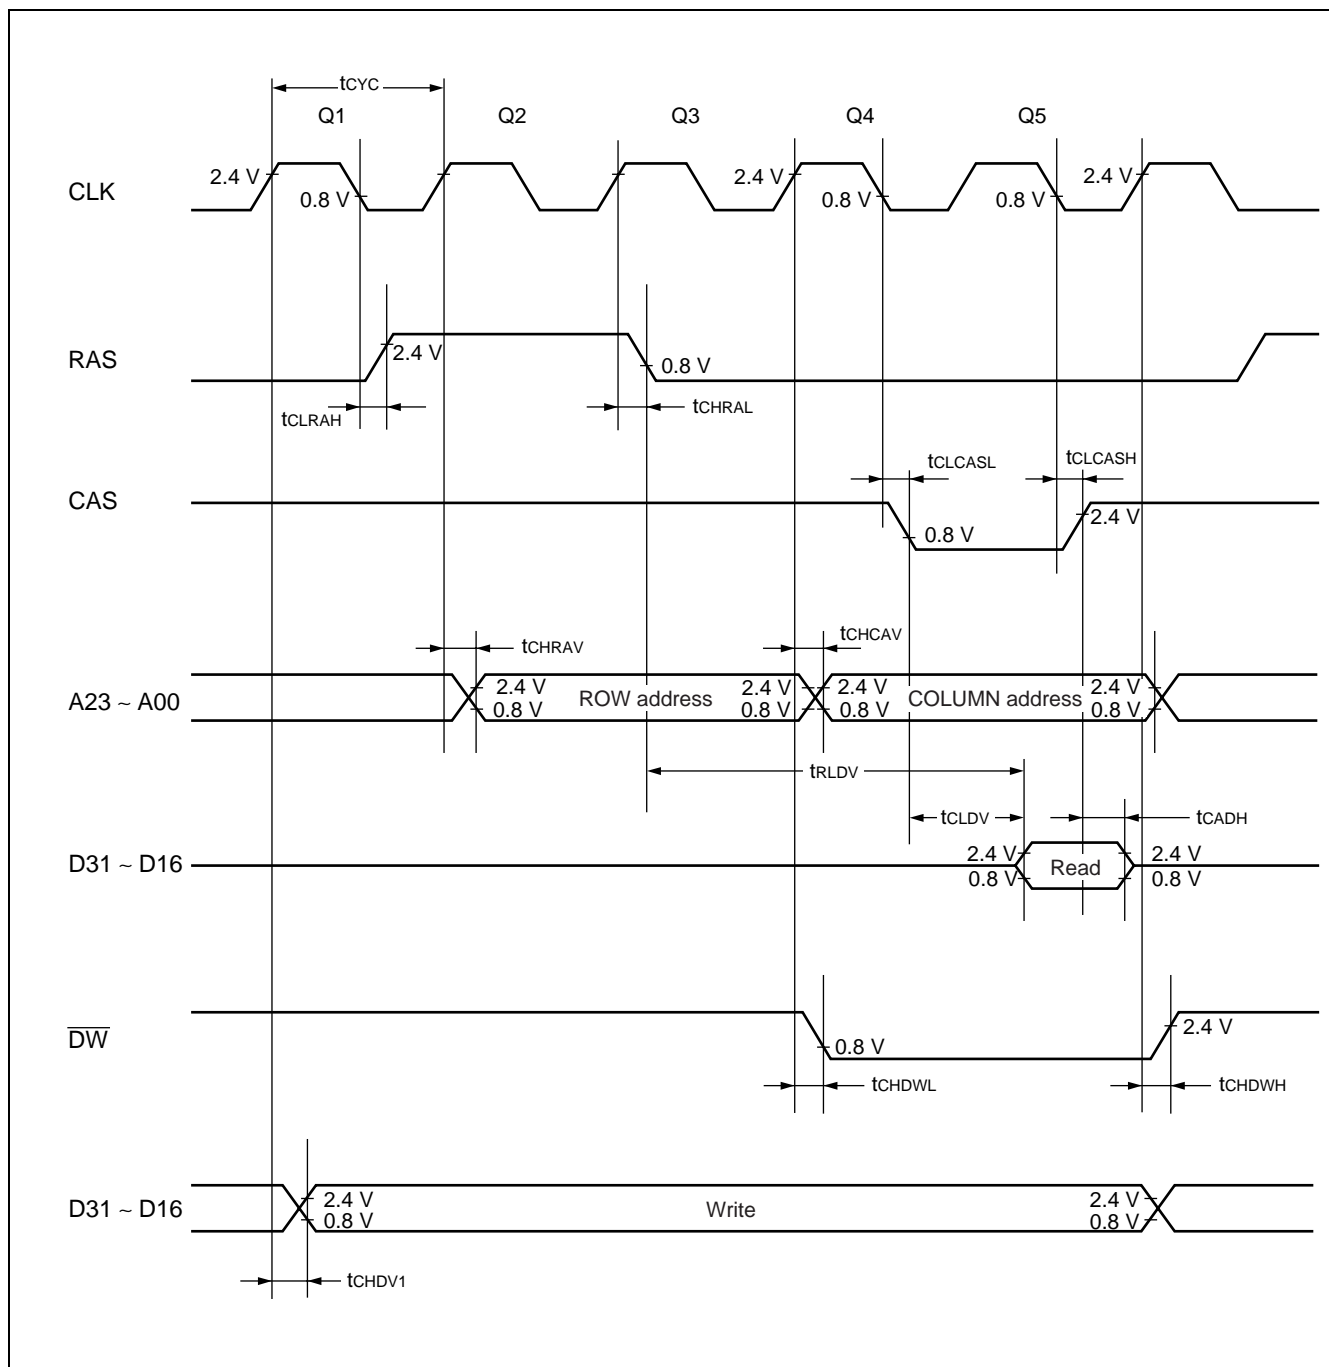 tCYC
Q1 Q2 Q3 Q4 Q5
CLK
2.4 V
0.8 V
2.4 V
0.8 V
0.8 V
2.4 V
RAS
2.4 V
0.8 V
tCLRAH
tCHRAL
tCLCASL
tCLCASH
CAS
2.4 V
0.8 V
tCHRAV
tCHCAV
A23 ~ A00
2.4 V
0.8 V
ROW address
2.4 V
0.8 V
2.4 V
0.8 V
COLUMN address
2.4 V
0.8 V
tRLDV
tCLDV
tCADH
D31 ~ D16
2.4 V
0.8 V
Read
2.4 V
0.8 V
DW
0.8 V
2.4 V
tCHDWL
tCHDWH
D31 ~ D16
2.4 V
0.8 V
Write
2.4 V
0.8 V
tCHDV1